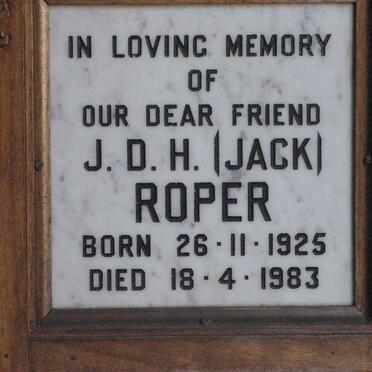 IN LOVING MEMORY
OF
OUR DEAR FRIEND
J. D. H. (JACK)
ROPER
BORN 26·11·1925
DIED 18·4·1983